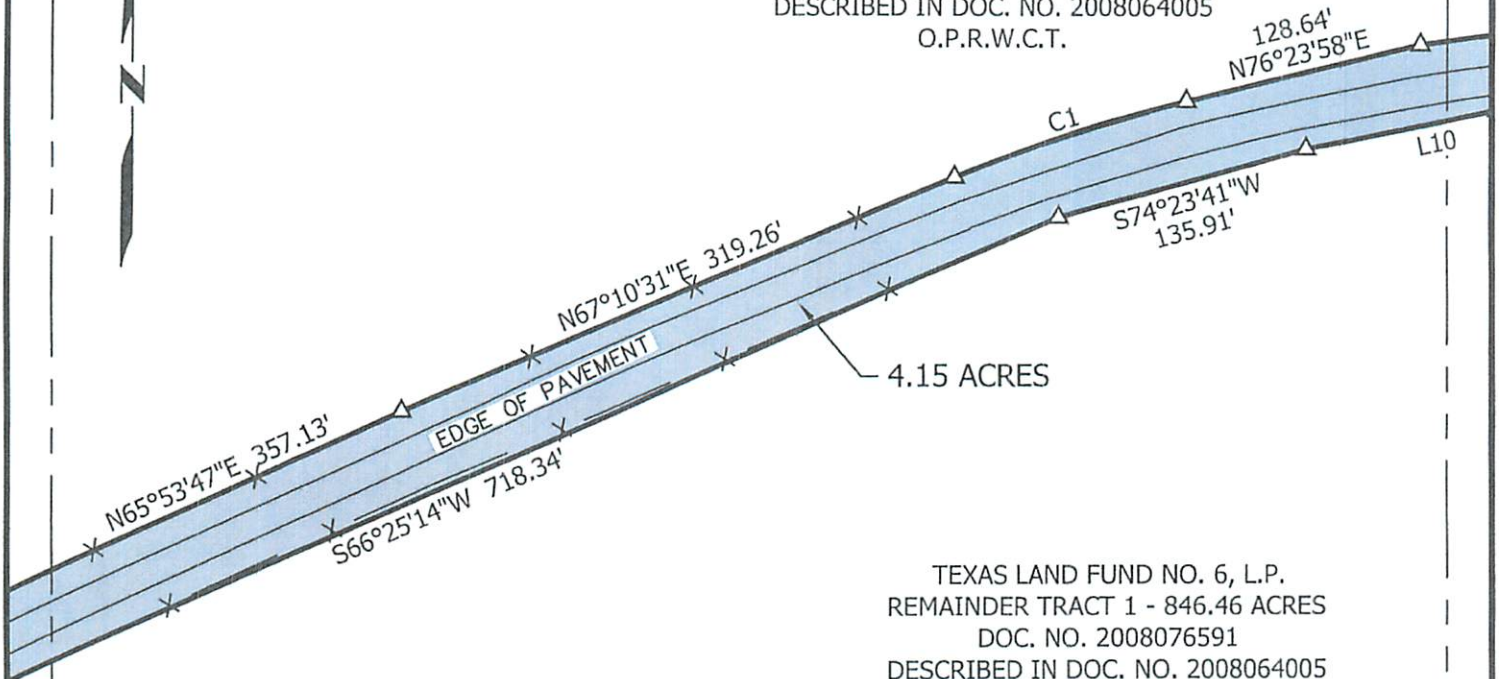 DESCRIBED IN DOC. NO. 2008064005
O.P.R.W.C.T.
128.64'
N76°23'58"E
N
C1
L10
S74°23'41"W
135.91'
N67°10'31"E 319.26'
EDGE OF PAVEMENT
4.15 ACRES
N65°53'47"E 357.13'
S66°25'14"W 718.34'
TEXAS LAND FUND NO. 6, L.P.
REMAINDER TRACT 1 - 846.46 ACRES
DOC. NO. 2008076591
DESCRIBED IN DOC. NO. 2008064005